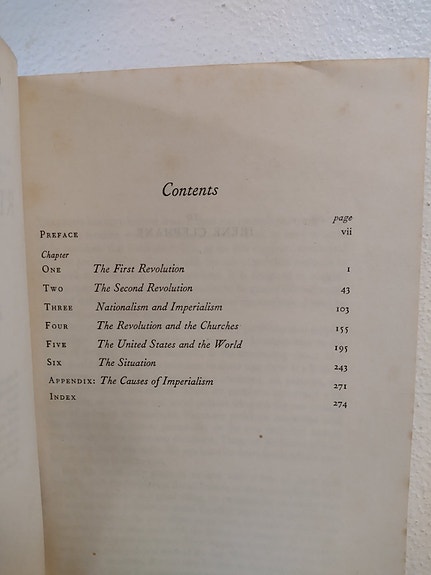 Contents
page
PREFACE vii
Chapter
ONE The First Revolution 1
TWO The Second Revolution 43
THREE Nationalism and Imperialism 103
FOUR The Revolution and the Churches 155
FIVE The United States and the World 195
SIX The Situation 243
APPENDIX: The Causes of Imperialism 271
INDEX 274